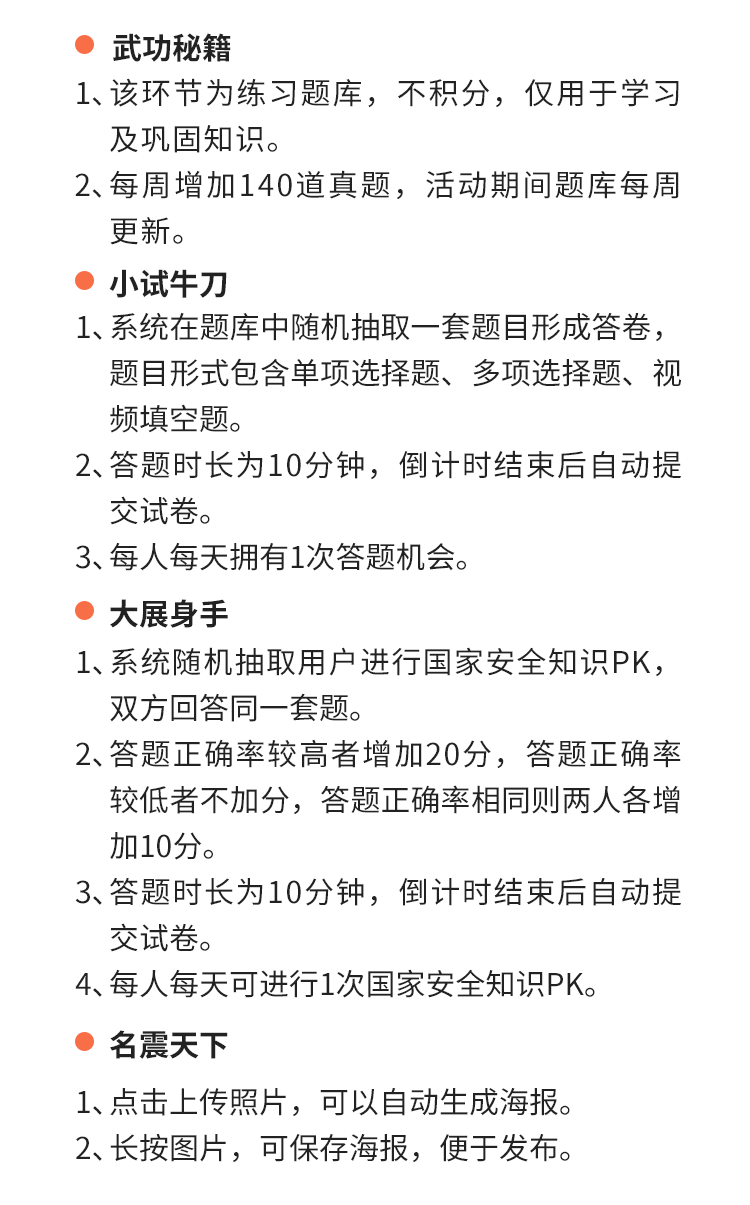 武功秘籍
1、该环节为练习题库，不积分，仅用于学习
及巩固知识。
2、每周增加140道真题，活动期间题库每周
更新。
小试牛刀
1、系统在题库中随机抽取一套题目形成答卷，
题目形式包含单项选择题、多项选择题、视
频填空题。
2、答题时长为10分钟，倒计时结束后自动提
交试卷。
3、每人每天拥有1次答题机会。
大展身手
1、系统随机抽取用户进行国家安全知识PK，
双方回答同一套题。
2、答题正确率较高者增加20分，答题正确率
较低者不加分，答题正确率相同则两人各增
加10分。
3、答题时长为10分钟，倒计时结束后自动提
交试卷。
4、每人每天可进行1次国家安全知识PK。
名震天下
1、点击上传照片，可以自动生成海报。
2、长按图片，可保存海报，便于发布。